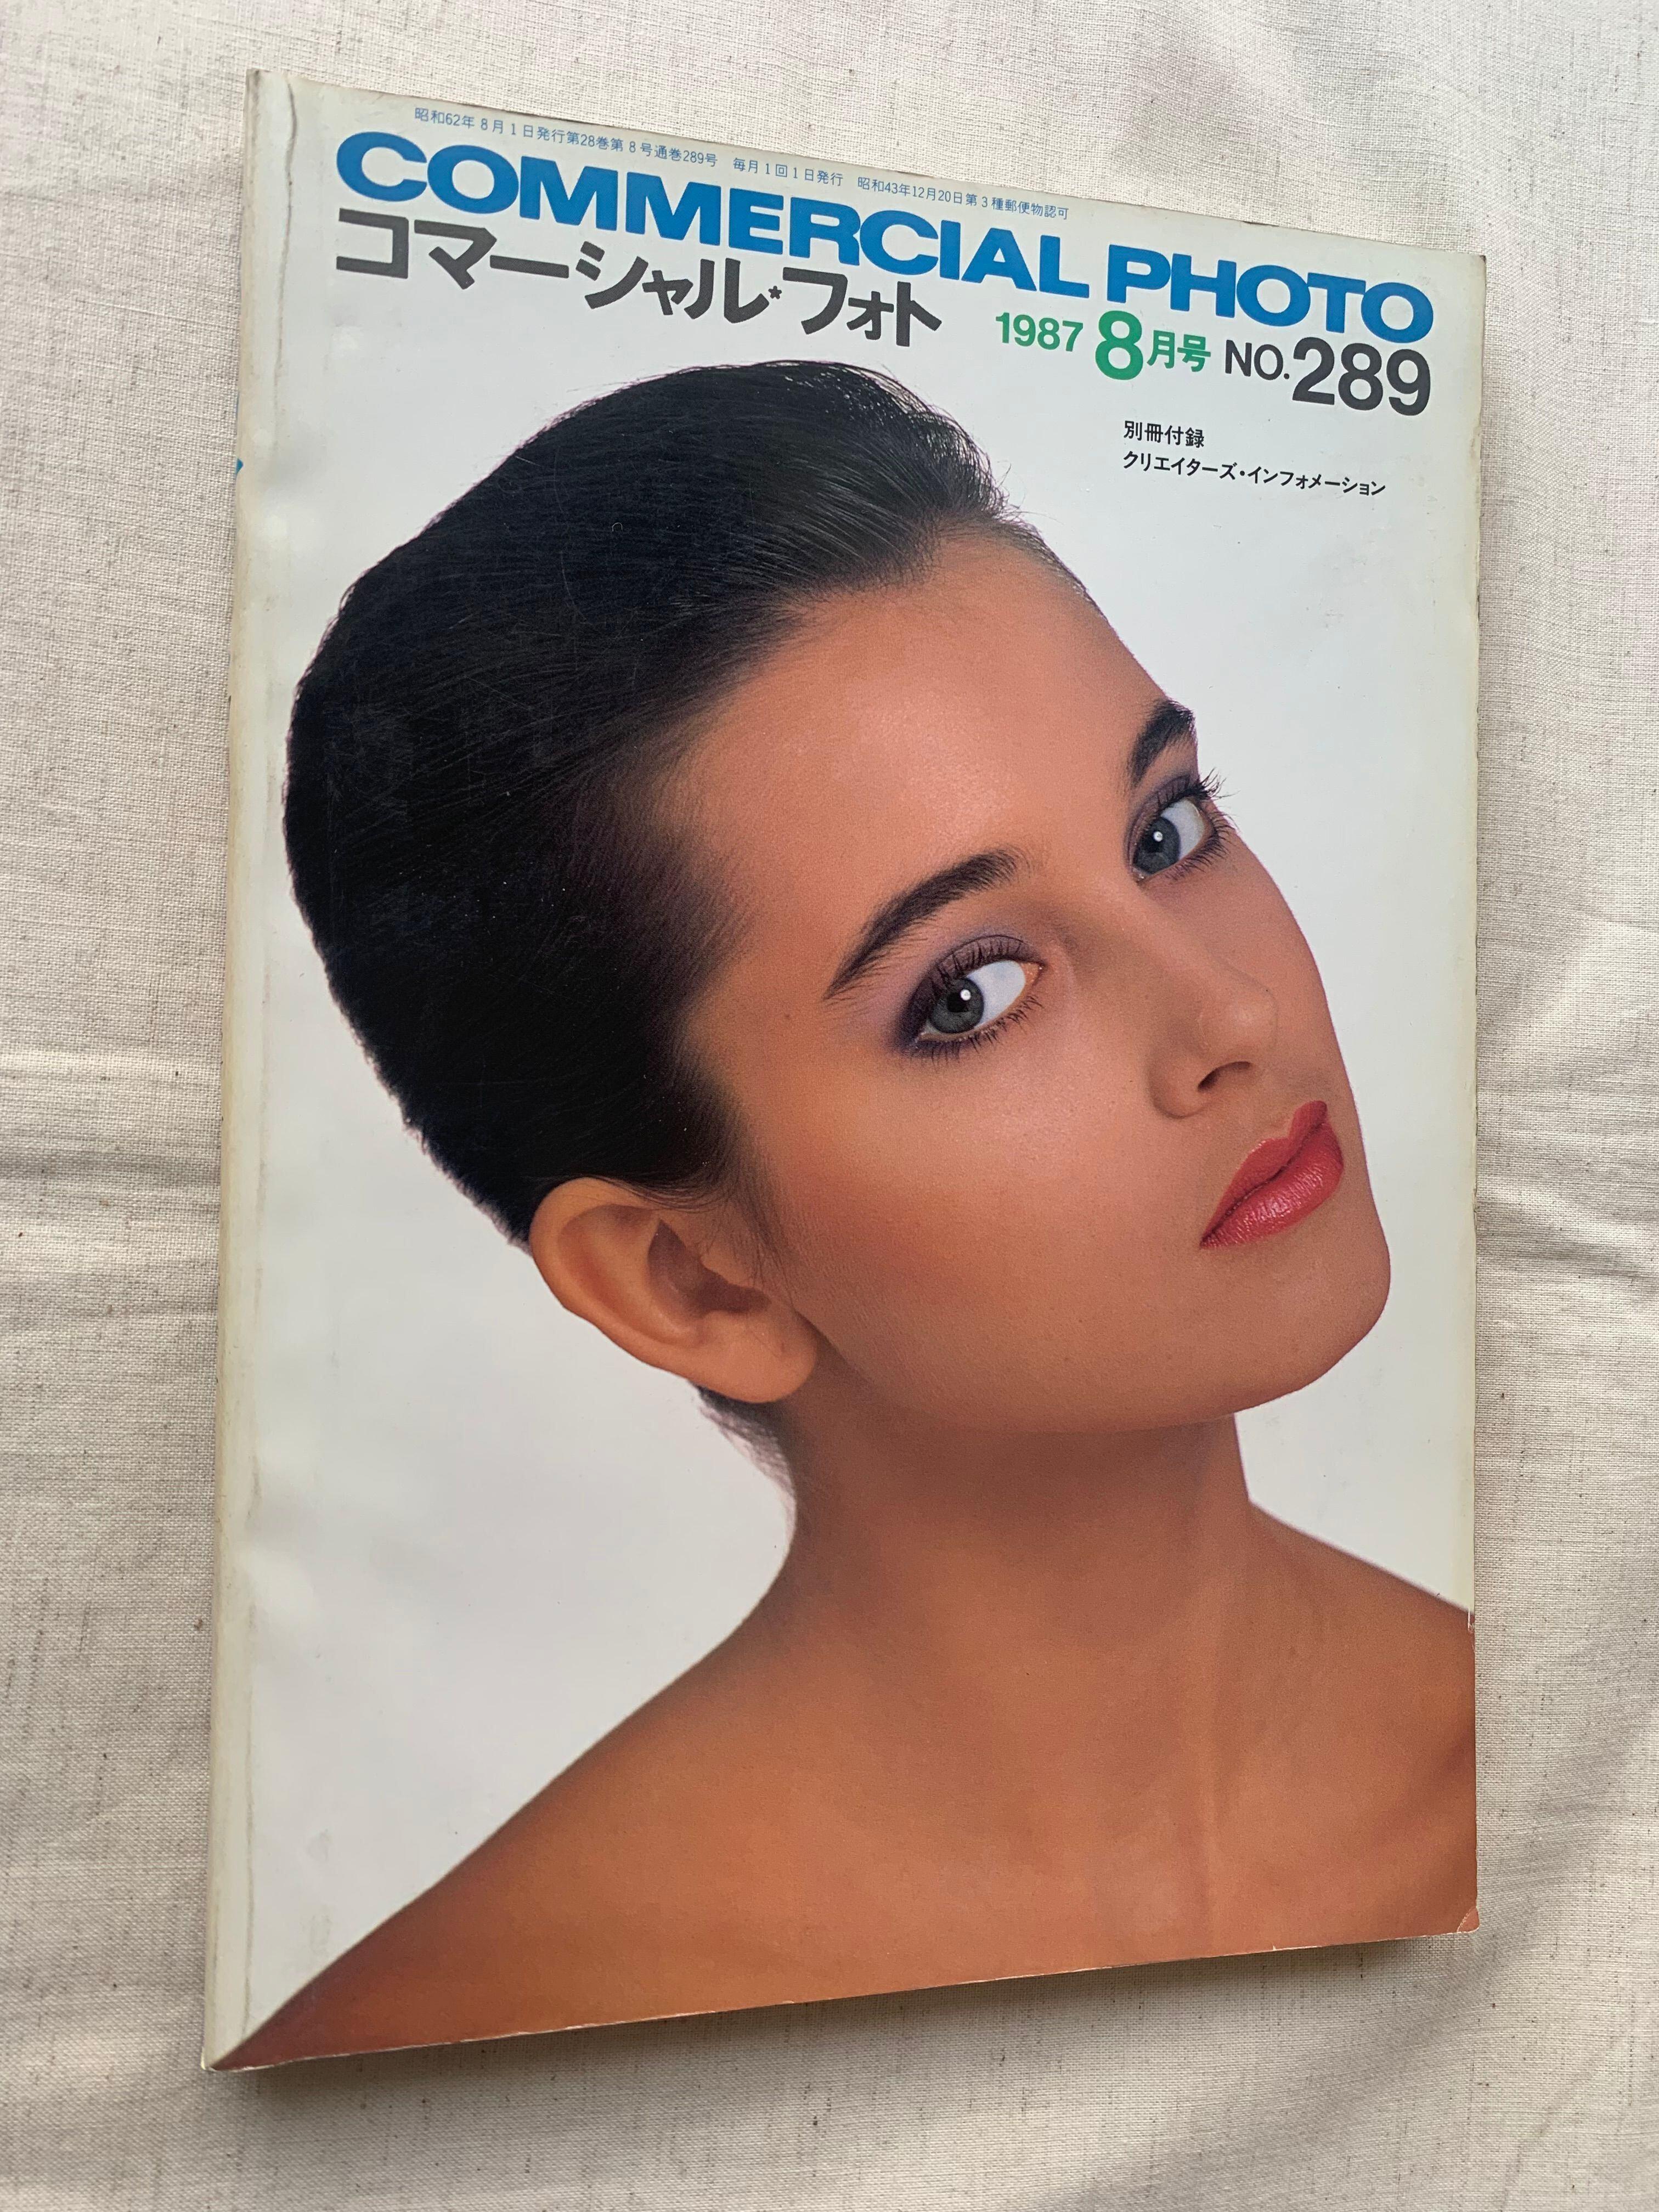 昭和62年8月1日発行第28巻第8号通巻289号 毎月1回1日発行 昭和43年12月20日第3種郵便物認可
COMMERCIAL PHOTO
コマーシャル・フォト
1987 8月号 NO.289
別冊付録
クリエイターズ・インフォメーション